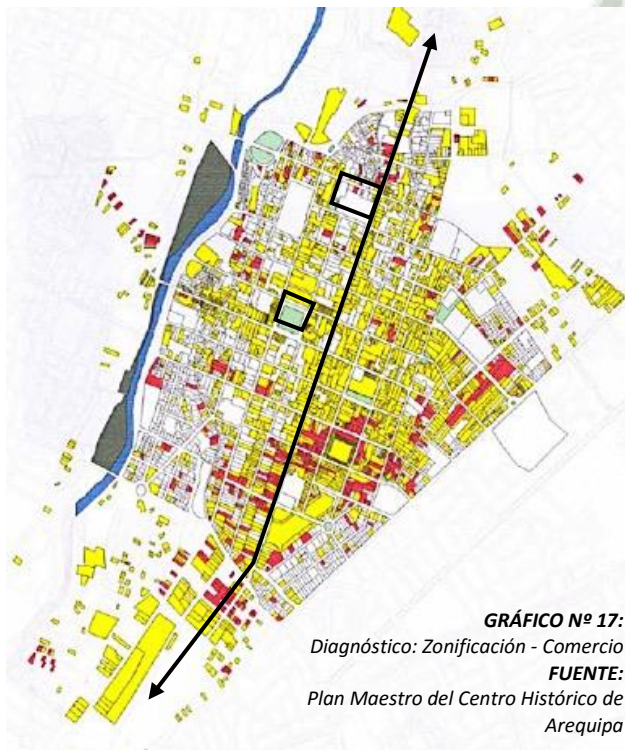 GRÁFICO Nº 17:
Diagnóstico: Zonificación - Comercio
FUENTE:
Plan Maestro del Centro Histórico de
Arequipa